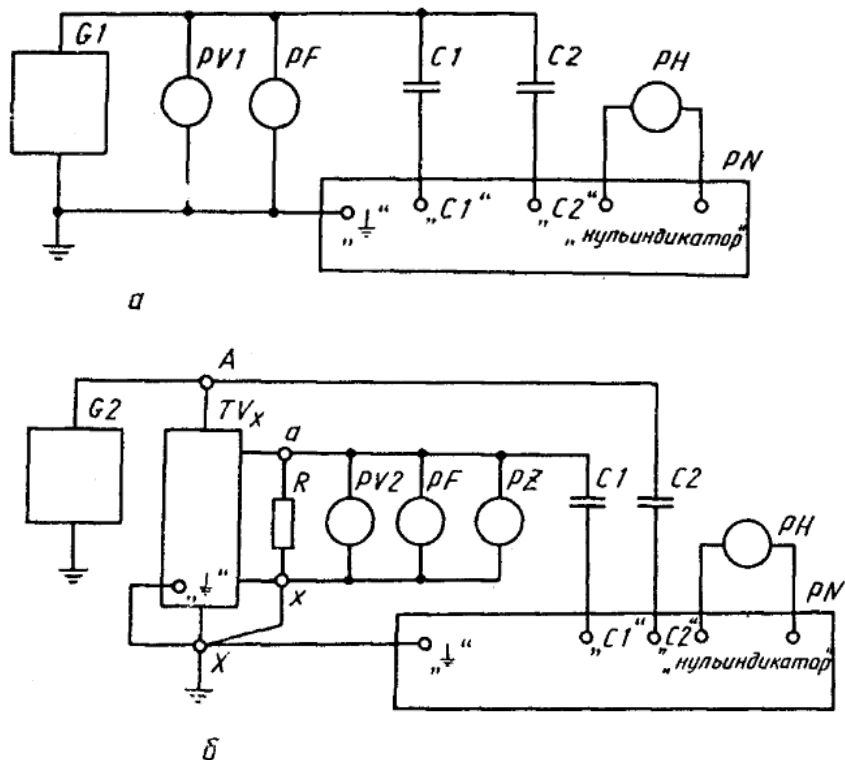 G1
PV1
PF
C1
C2
PH
PN
„⏚“
„C1“
„C2“
„нульиндикатор“
а
A
G2
TVx
a
R
PV2
PF
PZ
C1
C2
PH
PN
„⏚“
x
X
„⏚“
„C1“
„C2“
„нульиндикатор“
б